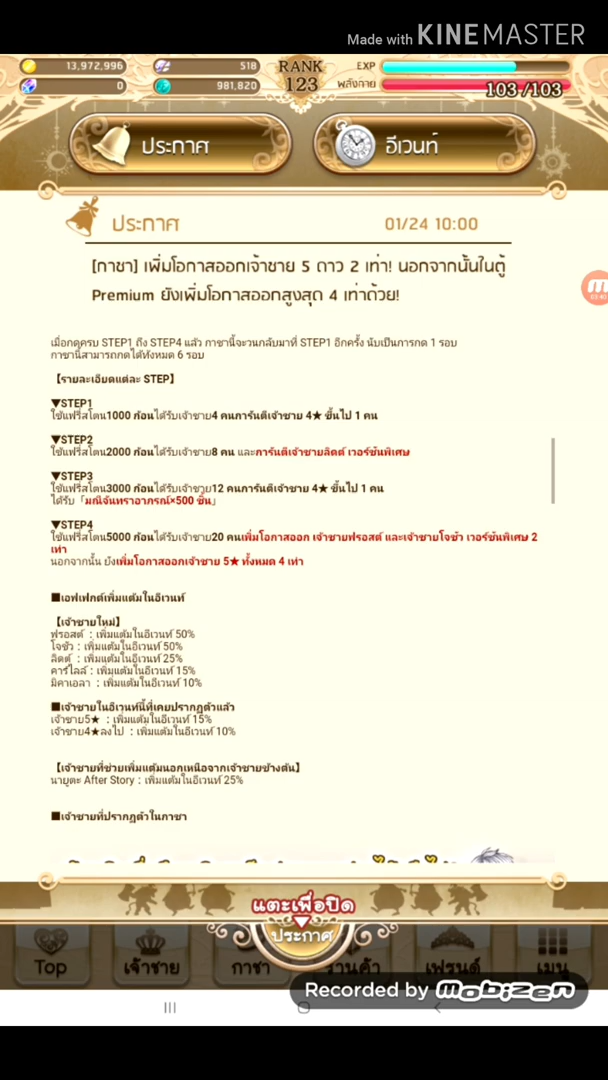 Made with KINEMASTER
13,972,996
518
RANK
123
EXP
0
981,820
พลังกาย
103 /103
ประกาศ
อีเวนท์
ประกาศ
01/24 10:00
[กาชา] เพิ่มโอกาสออกเจ้าชาย 5 ดาว 2 เท่า! นอกจากนั้นในตู้
Premium ยังเพิ่มโอกาสออกสูงสุด 4 เท่าด้วย!
เมื่อกดครบ STEP1 ถึง STEP4 แล้ว กาชานี้จะวนกลับมาที่ STEP1 อีกครั้ง นับเป็นการกด 1 รอบ
กาชานี้สามารถกดได้ทั้งหมด 6 รอบ
【รายละเอียดแต่ละ STEP】
▼STEP1
ใช้แฟรี่สโตน1000 ก้อนได้รับเจ้าชาย4 คนการันตีเจ้าชาย 4★ ขึ้นไป 1 คน
▼STEP2
ใช้แฟรี่สโตน2000 ก้อนได้รับเจ้าชาย8 คน และการันตีเจ้าชายลิดต์ เวอร์ชั่นพิเศษ
▼STEP3
ใช้แฟรี่สโตน3000 ก้อนได้รับเจ้าชาย12 คนการันตีเจ้าชาย 4★ ขึ้นไป 1 คน
ได้รับ「มณีจันทราอาภรณ์×500 ชิ้น」
▼STEP4
ใช้แฟรี่สโตน5000 ก้อนได้รับเจ้าชาย20 คนเพิ่มโอกาสออก เจ้าชายฟรอสต์ และเจ้าชายโจชัว เวอร์ชั่นพิเศษ 2
เท่า
นอกจากนั้น ยังเพิ่มโอกาสออกเจ้าชาย 5★ ทั้งหมด 4 เท่า
■เอฟเฟกต์เพิ่มแต้มในอีเวนท์
【เจ้าชายใหม่】
ฟรอสต์ : เพิ่มแต้มในอีเวนท์ 50%
โจชัว : เพิ่มแต้มในอีเวนท์ 50%
ลิดต์ : เพิ่มแต้มในอีเวนท์ 25%
คาร์ไลล์ : เพิ่มแต้มในอีเวนท์ 15%
มิคาเอลา : เพิ่มแต้มในอีเวนท์ 10%
■เจ้าชายในอีเวนท์นี้ที่เคยปรากฏตัวแล้ว
เจ้าชาย5★ : เพิ่มแต้มในอีเวนท์ 15%
เจ้าชาย4★ลงไป : เพิ่มแต้มในอีเวนท์ 10%
【เจ้าชายที่ช่วยเพิ่มแต้มนอกเหนือจากเจ้าชายข้างต้น】
นายูตะ After Story : เพิ่มแต้มในอีเวนท์ 25%
■เจ้าชายที่ปรากฏตัวในกาชา
แตะเพื่อปิด
ประกาศ
Top
เจ้าชาย
กาชา
ร้านค้า
เฟรนด์
เมนู
Recorded by mobizen